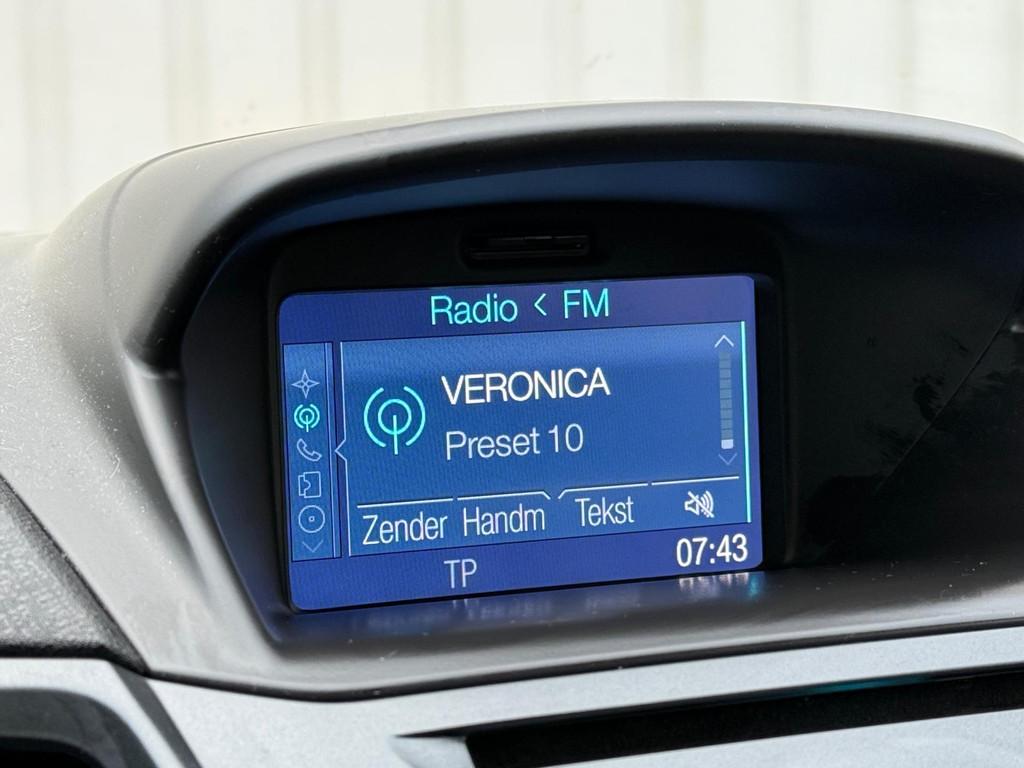 Radio < FM
VERONICA
Preset 10
Zender Handm Tekst
TP
07:43